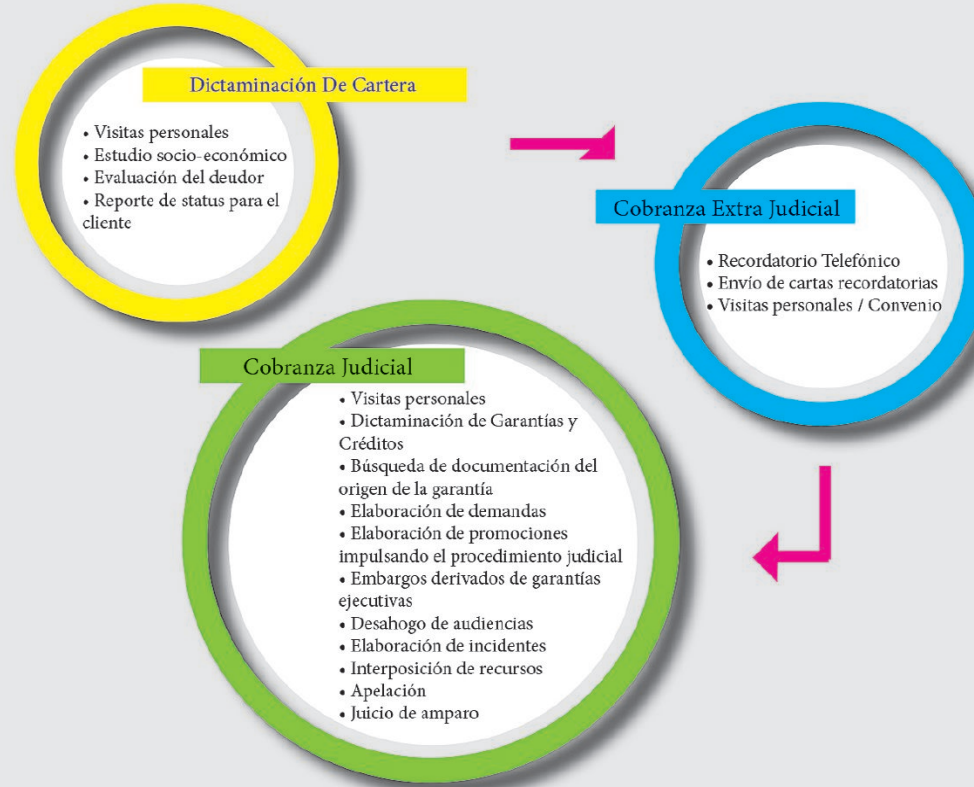 Dictaminación De Cartera
• Visitas personales
• Estudio socio-económico
• Evaluación del deudor
• Reporte de status para el
cliente
Cobranza Extra Judicial
• Recordatorio Telefónico
• Envío de cartas recordatorias
• Visitas personales / Convenio
Cobranza Judicial
• Visitas personales
• Dictaminación de Garantías y
Créditos
• Búsqueda de documentación del
origen de la garantía
• Elaboración de demandas
• Elaboración de promociones
impulsando el procedimiento judicial
• Embargos derivados de garantías
ejecutivas
• Desahogo de audiencias
• Elaboración de incidentes
• Interposición de recursos
• Apelación
• Juicio de amparo